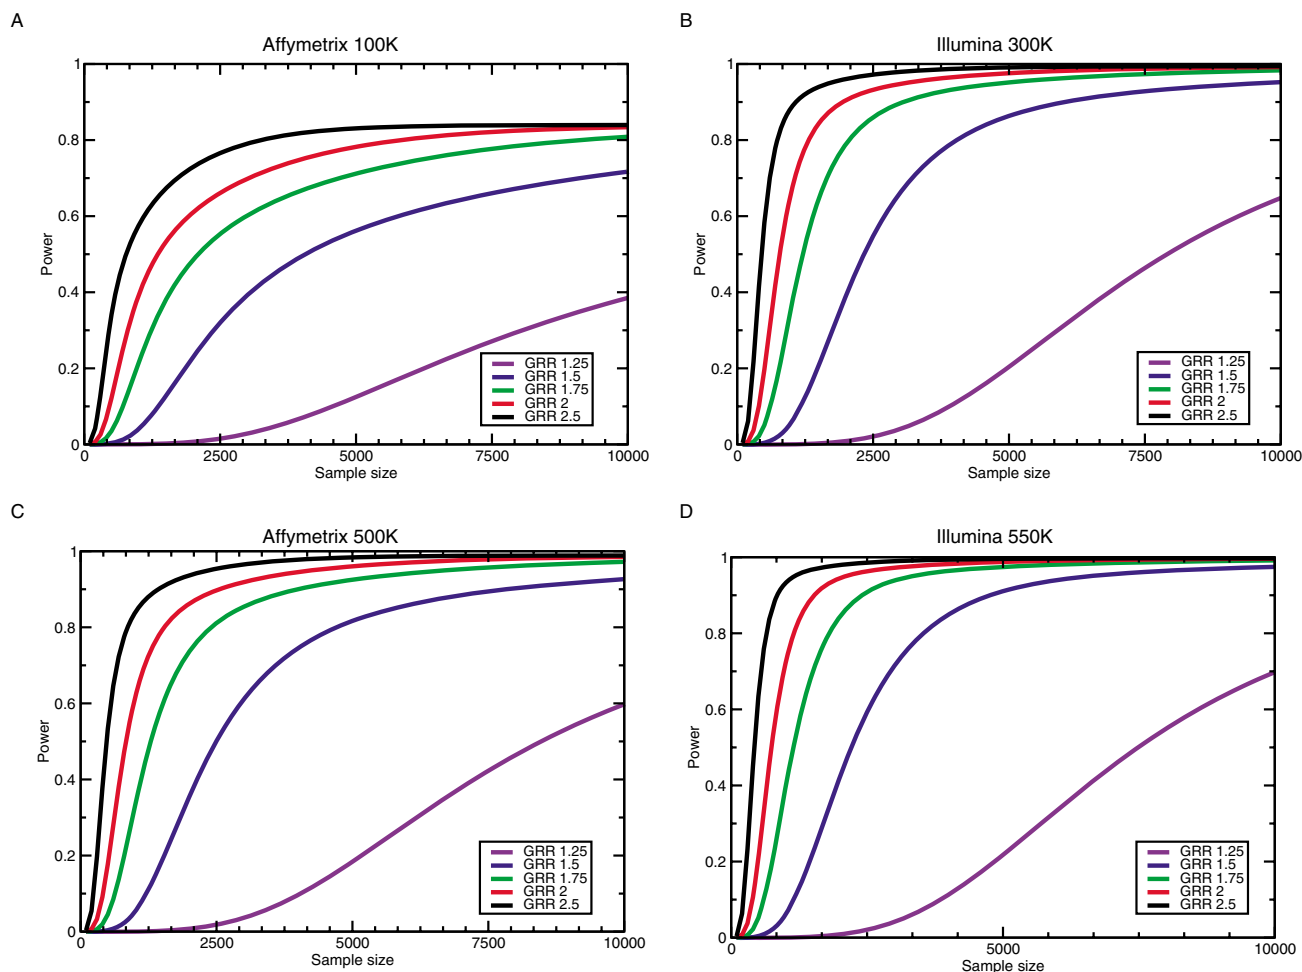 A
Affymetrix 100K
1
0.8
0.6
0.4
0.2
0
Power
0 2500 5000 7500 10000
Sample size
GRR 1.25
GRR 1.5
GRR 1.75
GRR 2
GRR 2.5
B
Illumina 300K
1
0.8
0.6
0.4
0.2
0
Power
0 2500 5000 7500 10000
Sample size
GRR 1.25
GRR 1.5
GRR 1.75
GRR 2
GRR 2.5
C
Affymetrix 500K
1
0.8
0.6
0.4
0.2
0
Power
0 2500 5000 7500 10000
Sample size
GRR 1.25
GRR 1.5
GRR 1.75
GRR 2
GRR 2.5
D
Illumina 550K
1
0.8
0.6
0.4
0.2
0
Power
0 5000 10000
Sample size
GRR 1.25
GRR 1.5
GRR 1.75
GRR 2
GRR 2.5